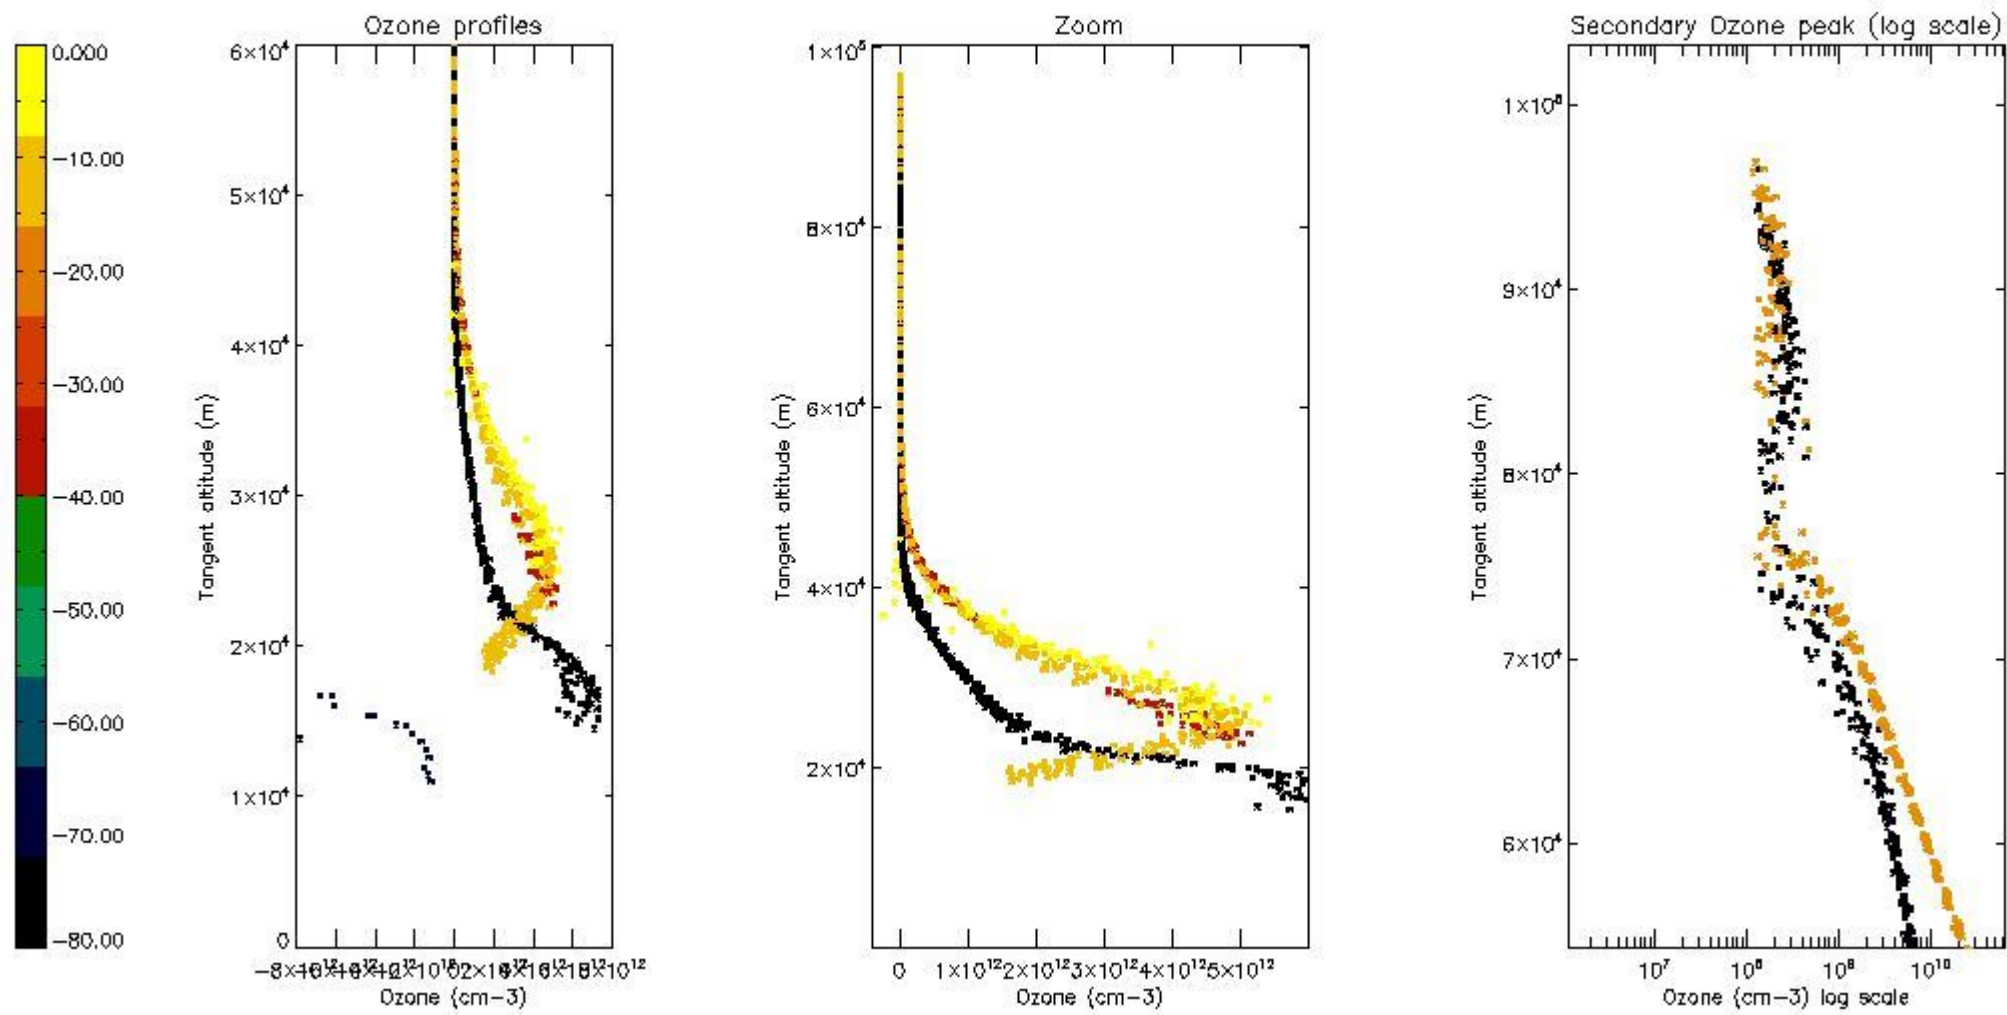 Ozone profiles
Zoom
Secondary Ozone peak (log scale)
0.000
−10.00
−20.00
−30.00
−40.00
−50.00
−60.00
−70.00
−80.00
6×10⁴
5×10⁴
4×10⁴
3×10⁴
2×10⁴
1×10⁴
0
Tangent altitude (m)
Ozone (cm−3)
1×10⁵
8×10⁴
6×10⁴
4×10⁴
2×10⁴
Tangent altitude (m)
0 1×10¹² 2×10¹² 3×10¹² 4×10¹² 5×10¹²
Ozone (cm−3)
9×10⁴
8×10⁴
7×10⁴
6×10⁴
Tangent altitude (m)
10⁷ 10⁸ 10⁹ 10¹⁰
Ozone (cm−3) log scale